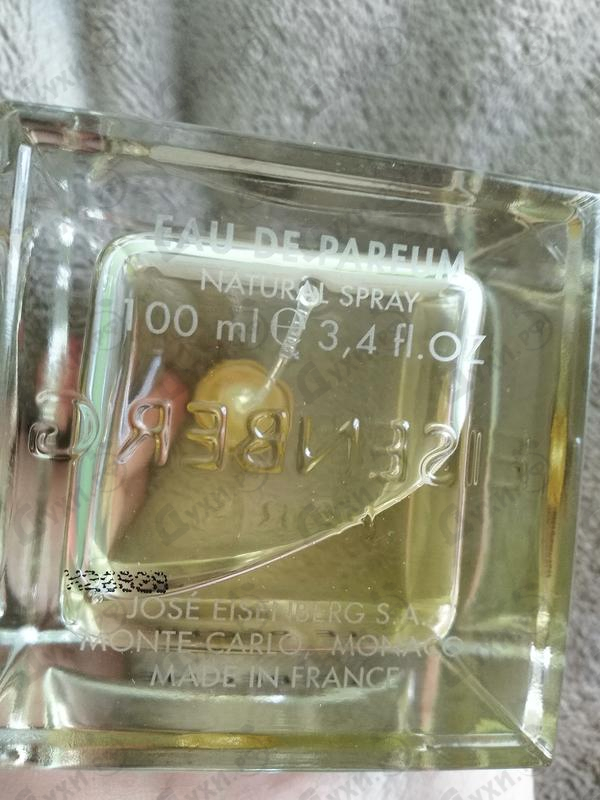 EAU DE PARFUM
NATURAL SPRAY
100 ml ℮ 3,4 fl.OZ
EISENBERG
JOSÉ EISENBERG S.A.
MONTE-CARLO, MONACO
MADE IN FRANCE